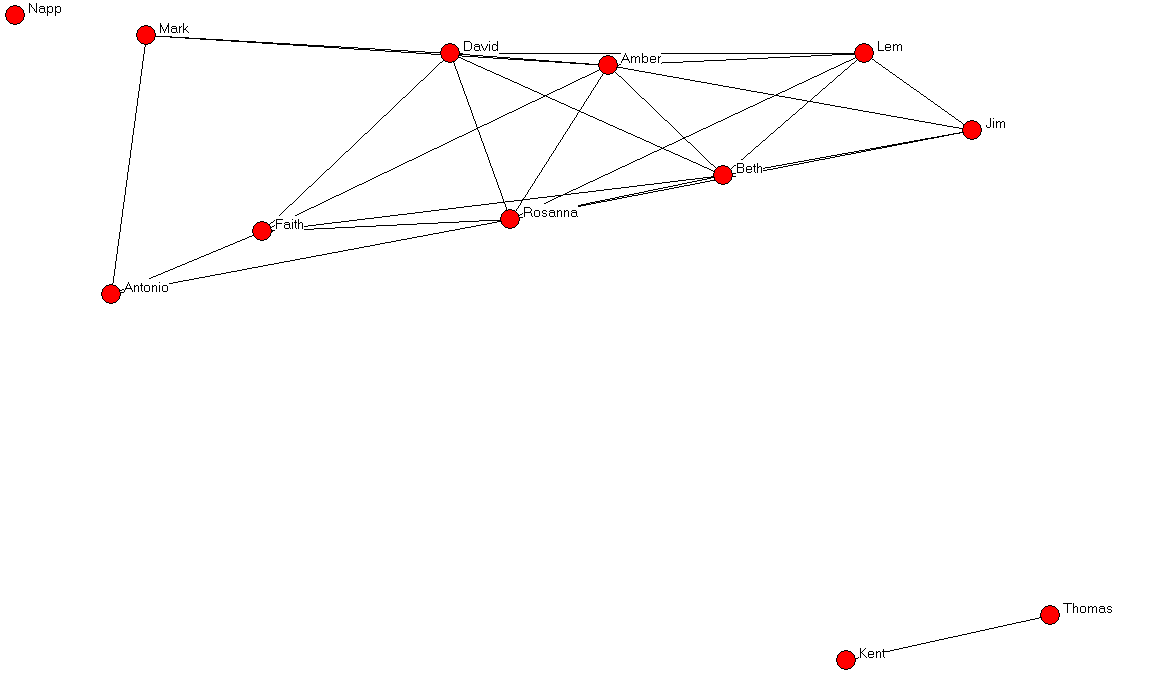 Napp
Mark
David
Amber
Lem
Jim
Beth
Rosanna
Faith
Antonio
Thomas
Kent